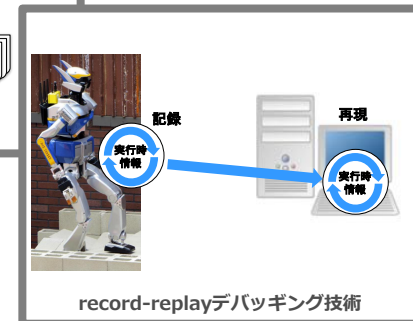 記録
実行時
情報
再現
実行時
情報
record-replayデバッギング技術